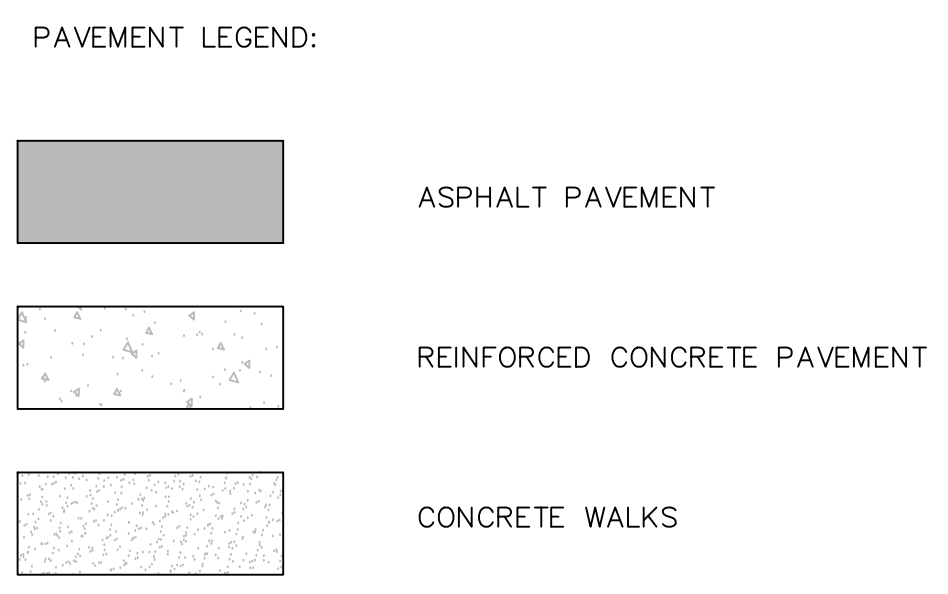 PAVEMENT LEGEND:
ASPHALT PAVEMENT
REINFORCED CONCRETE PAVEMENT
CONCRETE WALKS